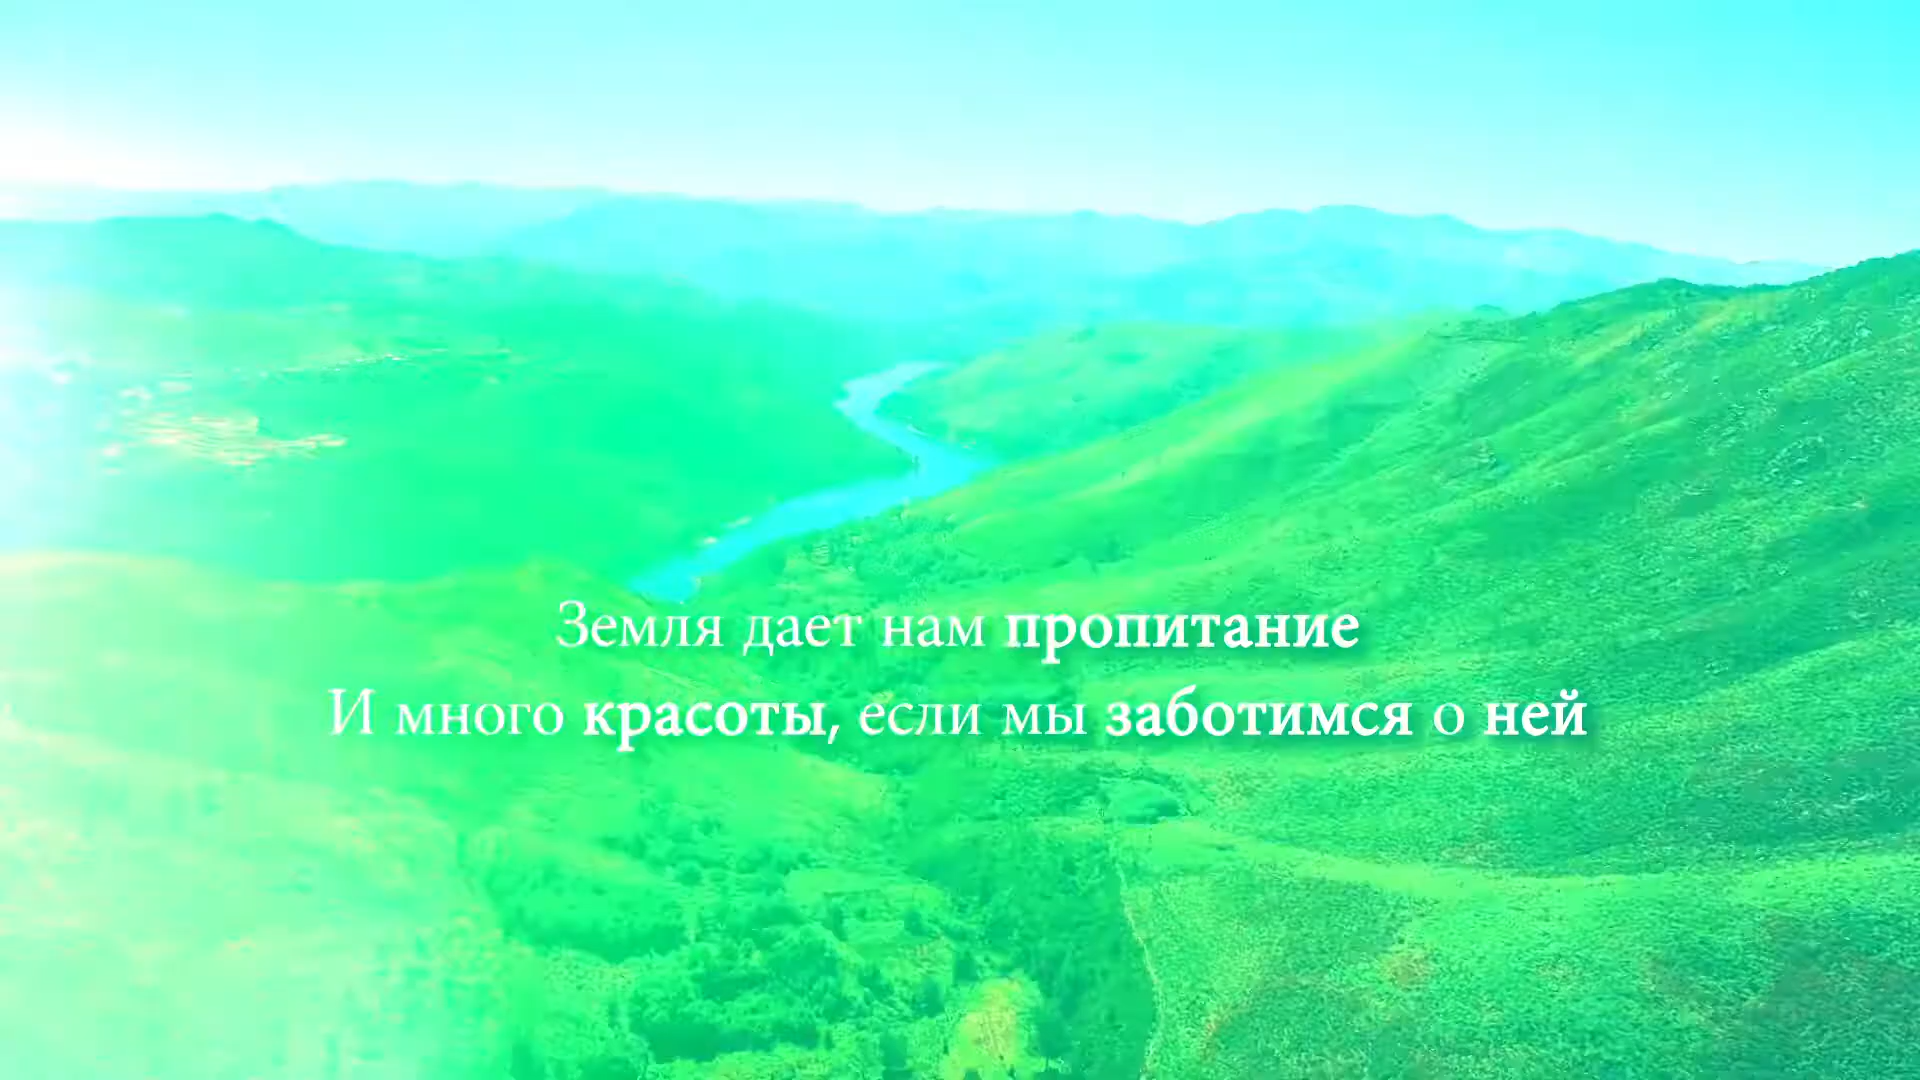 Земля дает нам пропитание
И много красоты, если мы заботимся о ней